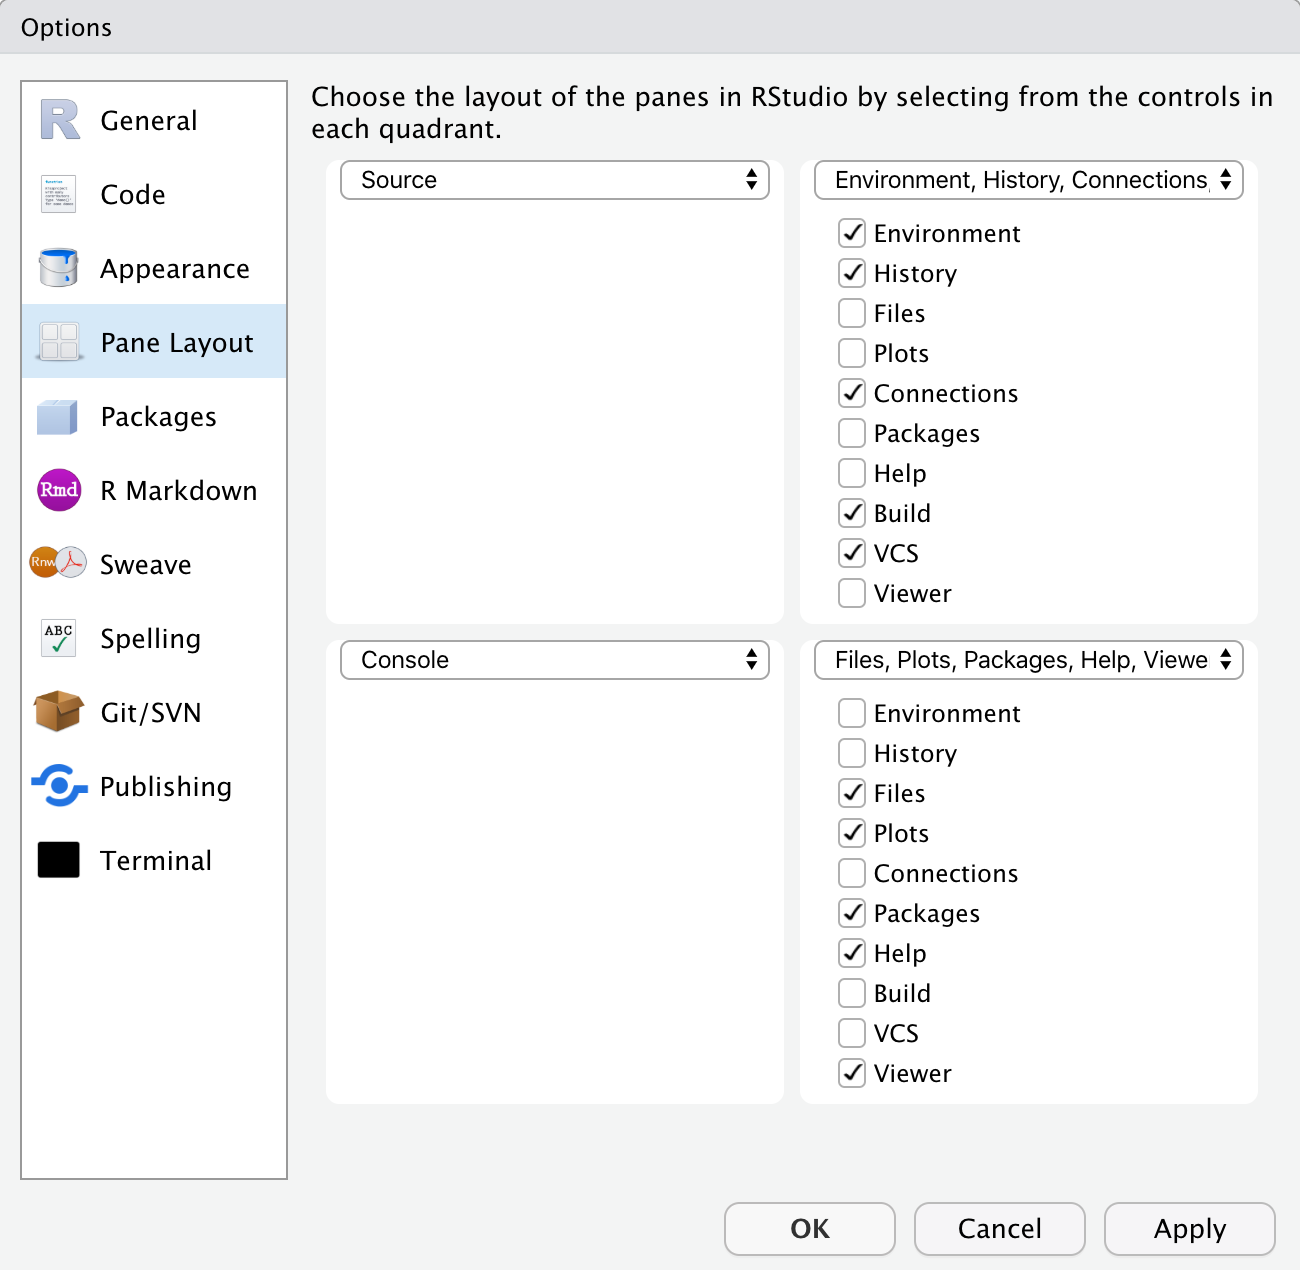 Options
General
Code
Appearance
Pane Layout
Packages
Rmd
R Markdown
Rnw
Sweave
ABC
Spelling
Git/SVN
Publishing
Terminal
Choose the layout of the panes in RStudio by selecting from the controls in
each quadrant.
Source
Environment, History, Connections,
Environment
History
Files
Plots
Connections
Packages
Help
Build
VCS
Viewer
Console
Files, Plots, Packages, Help, Viewe
Environment
History
Files
Plots
Connections
Packages
Help
Build
VCS
Viewer
OK
Cancel
Apply